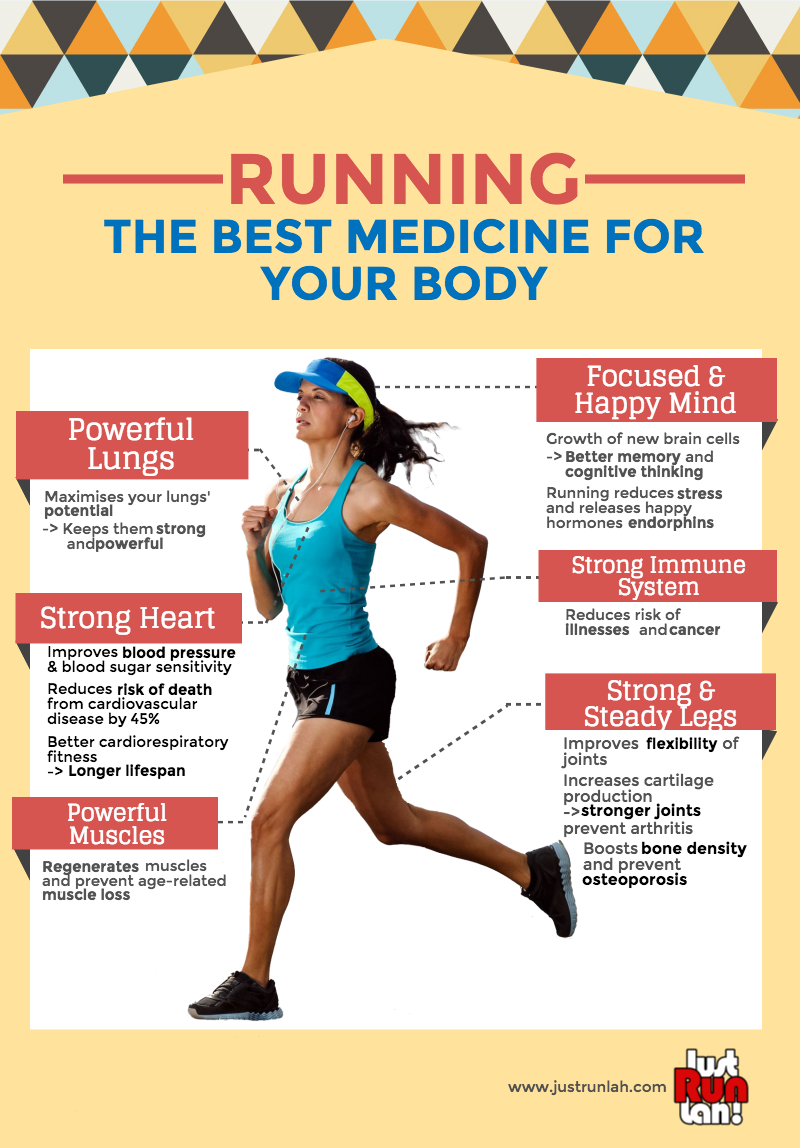 RUNNING
THE BEST MEDICINE FOR
YOUR BODY
Powerful
Lungs
Maximises your lungs'
potential
-> Keeps them strong
and powerful
Strong Heart
Improves blood pressure
& blood sugar sensitivity
Reduces risk of death
from cardiovascular
disease by 45%
Better cardiorespiratory
fitness
-> Longer lifespan
Powerful
Muscles
Regenerates muscles
and prevent age-related
muscle loss
Focused &
Happy Mind
Growth of new brain cells
-> Better memory and
cognitive thinking
Running reduces stress
and releases happy
hormones endorphins
Strong Immune
System
Reduces risk of
illnesses and cancer
Strong &
Steady Legs
Improves flexibility of
joints
Increases cartilage
production
->stronger joints
prevent arthritis
Boosts bone density
and prevent
osteoporosis
www.justrunlah.com
Just
Run
Lah!